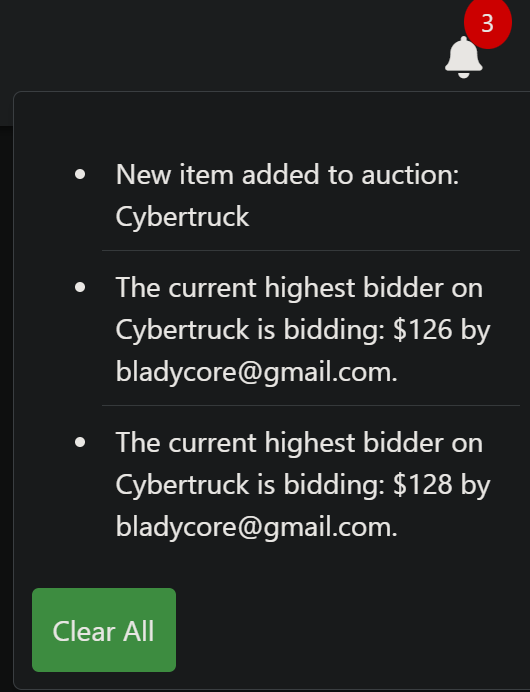 3
New item added to auction:
Cybertruck
The current highest bidder on
Cybertruck is bidding: $126 by
bladycore@gmail.com.
The current highest bidder on
Cybertruck is bidding: $128 by
bladycore@gmail.com.
Clear All